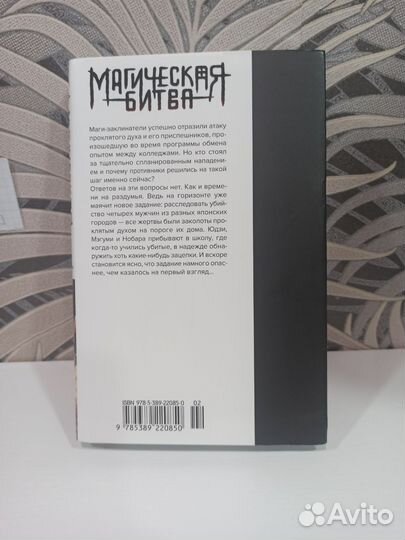 МАГИЧЕСКАЯ
БИТВА
Маги-заклинатели успешно отразили атаку
проклятого духа и его приспешников, про-
изошедшую во время программы обмена
опытом между колледжами. Но кто стоял
за тщательно спланированным нападени-
ем и почему противники решились на такой
шаг именно сейчас?
Ответов на эти вопросы нет. Как и време-
ни на раздумья. Ведь на горизонте уже
маячит новое задание: расследовать убий-
ство четырех мужчин из разных японских
городов — все жертвы были заколоты про-
клятым духом на пороге их дома. Юдзи,
Мэгуми и Нобара прибывают в школу, где
когда-то учились убитые, в надежде обна-
ружить хоть какие-нибудь зацепки. И вскоре
становится ясно, что задание намного опас-
нее, чем казалось на первый взгляд...
ISBN 978-5-389-22085-0
02
9 785389 220850
Avito